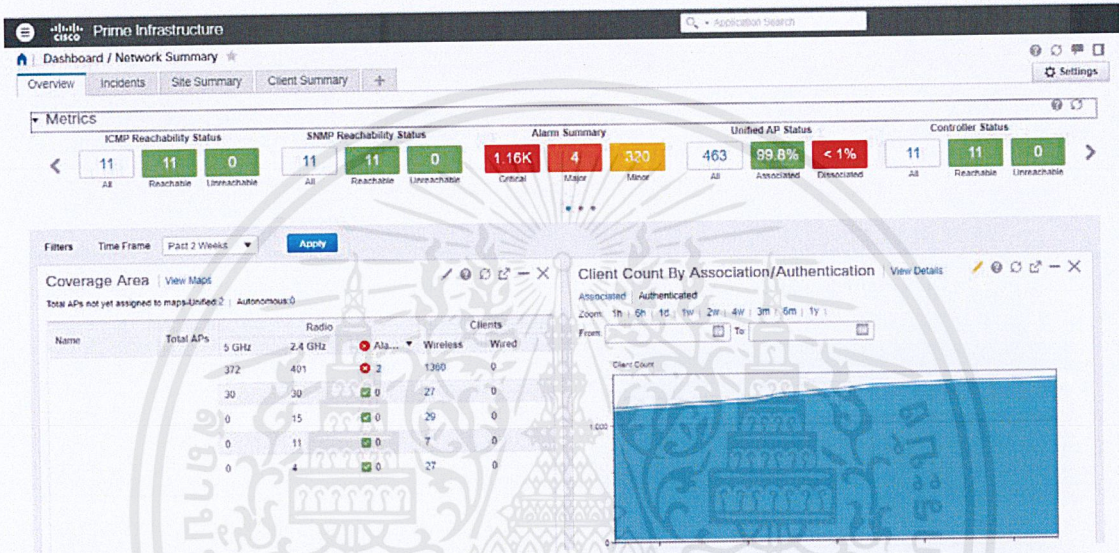 CISCO Prime Infrastructure
Application Search
Dashboard / Network Summary
Overview Incidents Site Summary Client Summary +
Settings
Metrics
ICMP Reachability Status SNMP Reachability Status Alarm Summary Unified AP Status Controller Status
11 11 0 11 11 0 1.16K 4 320 463 99.8% < 1% 11 11 0
All Reachable Unreachable All Reachable Unreachable Critical Major Minor All Associated Dissociated All Reachable Unreachable
Filters Time Frame Past 2 Weeks Apply
Coverage Area | View Maps
Total APs not yet assigned to maps-Unified:2 | Autonomous:0
Radio Clients
Name Total APs 5 GHz 2.4 GHz Ala... Wireless Wired
372 401 2 1360 0
30 30 0 27 0
0 15 0 29 0
0 11 0 7 0
0 4 0 27 0
Client Count By Association/Authentication | View Details
Associated | Authenticated
Zoom: 1h | 6h | 1d | 1w | 2w | 4w | 3m | 6m | 1y |
From: To:
Client Count
1,000
0